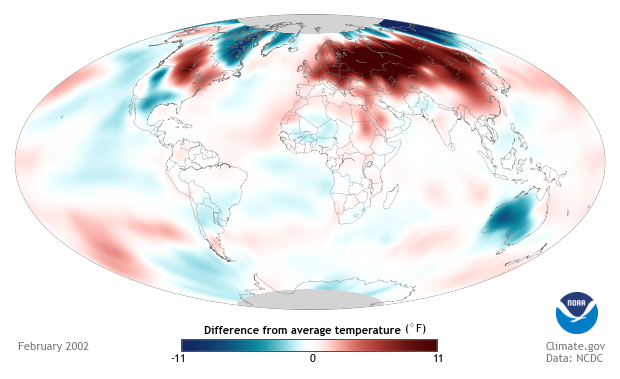 NOAA
Difference from average temperature (°F)
February 2002
-11
0
11
Climate.gov
Data: NCDC